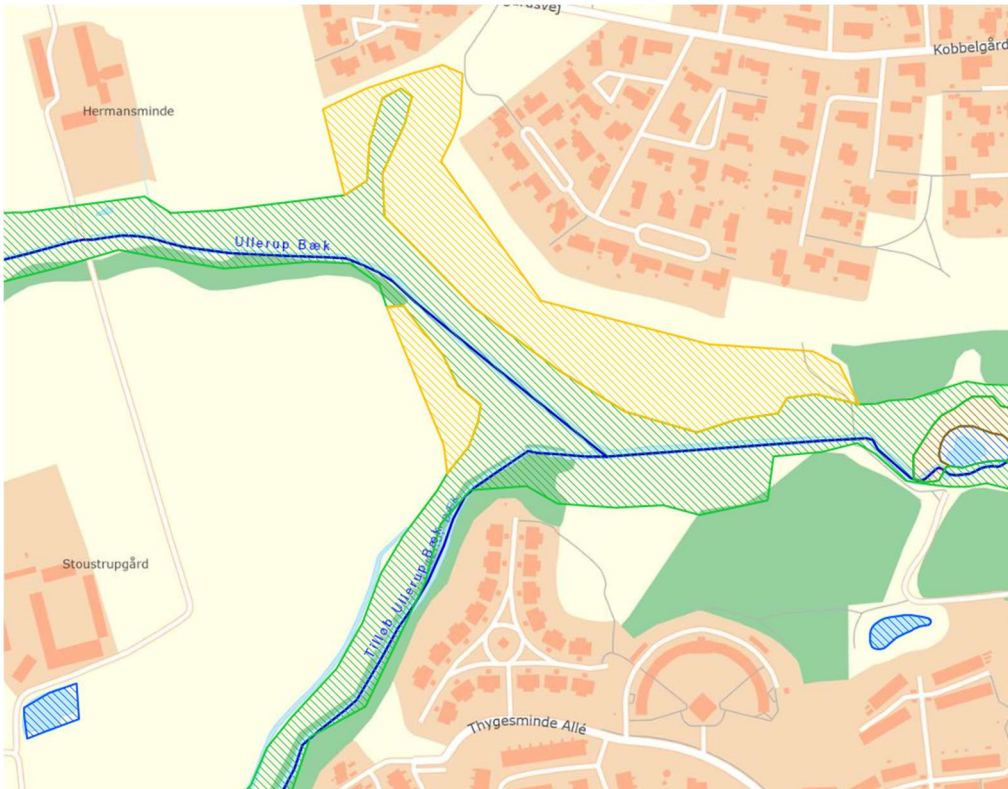 Kobbelgård
Hermansminde
Ullerup Bæk
Stoustrupgård
Tilløb Ullerup Bæk
Thygesminde Allé